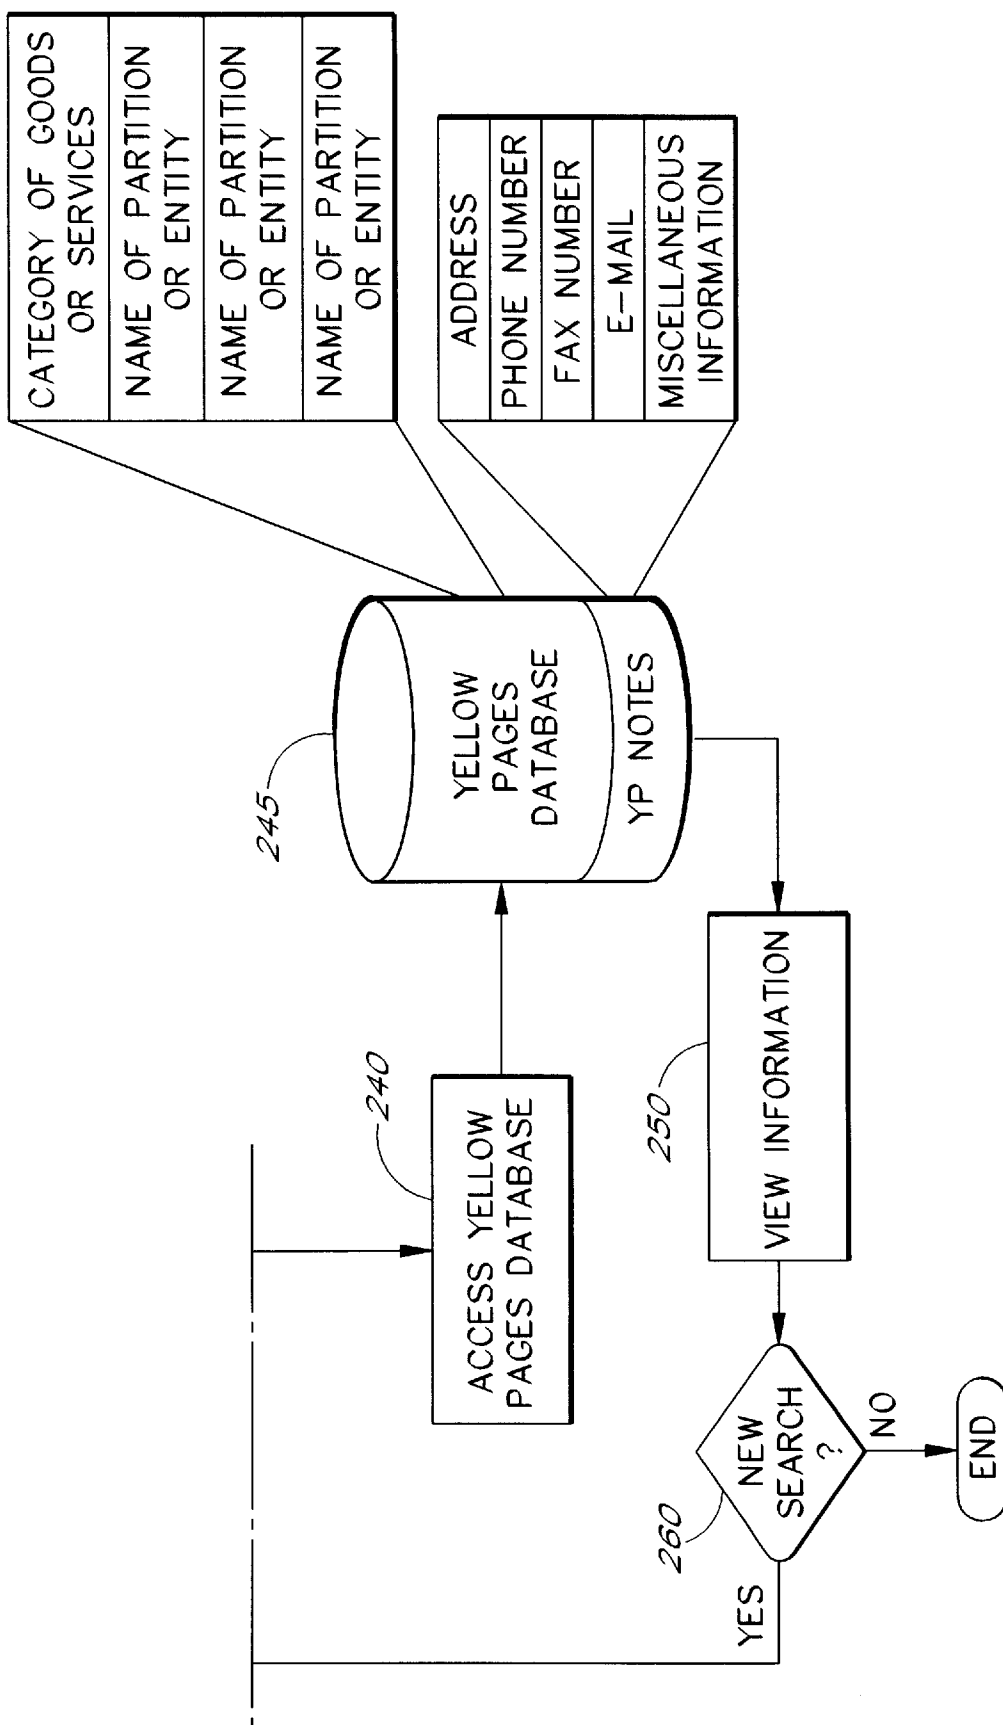 240
ACCESS YELLOW
PAGES DATABASE
245
YELLOW
PAGES
DATABASE
YP NOTES
CATEGORY OF GOODS
OR SERVICES
NAME OF PARTITION
OR ENTITY
NAME OF PARTITION
OR ENTITY
NAME OF PARTITION
OR ENTITY
ADDRESS
PHONE NUMBER
FAX NUMBER
E-MAIL
MISCELLANEOUS
INFORMATION
250
VIEW INFORMATION
260
NEW
SEARCH
?
YES
NO
END